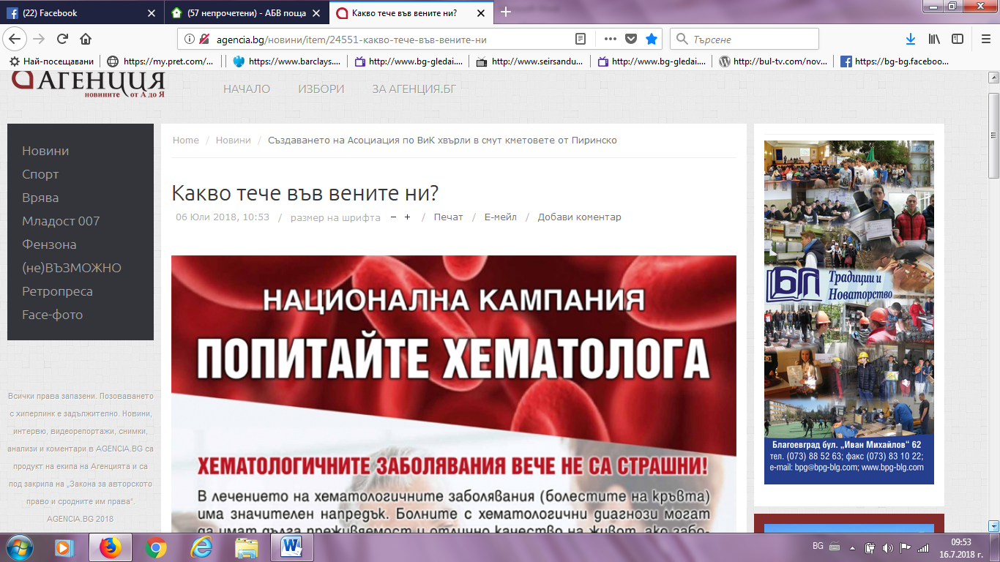 (22) Facebook
(57 непрочетени) - АБВ поща
Какво тече във вените ни?
agencia.bg/новини/item/24551-какво-тече-във-вените-ни
Търсене
Най-посещавани
https://my.pret.com/...
https://www.barclays....
http://www.bg-gledai....
http://www.seirsandu...
http://www.bg-gledai....
http://bul-tv.com/nov...
https://bg-bg.faceboo...
АГЕНЦИЯ
новините от А до Я
НАЧАЛО
ИЗБОРИ
ЗА АГЕНЦИЯ.БГ
Новини
Спорт
Врява
Младост 007
Фензона
(не)ВЪЗМОЖНО
Ретропреса
Face-фото
Всички права запазени. Позоваването
с хиперлинк е задължително. Новини,
интервю, видеорепортажи, снимки,
анализи и коментари в AGENCIA.BG са
продукт на екипа на Агенцията и са
под закрила на „Закона за авторското
право и сродните им права".
AGENCIA.BG 2018
Home / Новини / Създаването на Асоциация по ВиК хвърли в смут кметовете от Пиринско
Какво тече във вените ни?
06 Юли 2018, 10:53 / размер на шрифта − + / Печат / Е-мейл / Добави коментар
НАЦИОНАЛНА КАМПАНИЯ
ПОПИТАЙТЕ ХЕМАТОЛОГА
ХЕМАТОЛОГИЧНИТЕ ЗАБОЛЯВАНИЯ ВЕЧЕ НЕ СА СТРАШНИ!
В лечението на хематологичните заболявания (болестите на кръвта)
има значителен напредък. Болните с хематологични диагнози могат
да имат дълга преживяемост и отлично качество на живот, ако забо-
БПГ
Традиции и
Новаторство
Благоевград бул. „Иван Михайлов“ 62
тел. (073) 88 52 63; факс (073) 83 10 22;
e-mail: bpg@bpg-blg.com; www.bpg-blg.com
BG
09:53
16.7.2018 г.